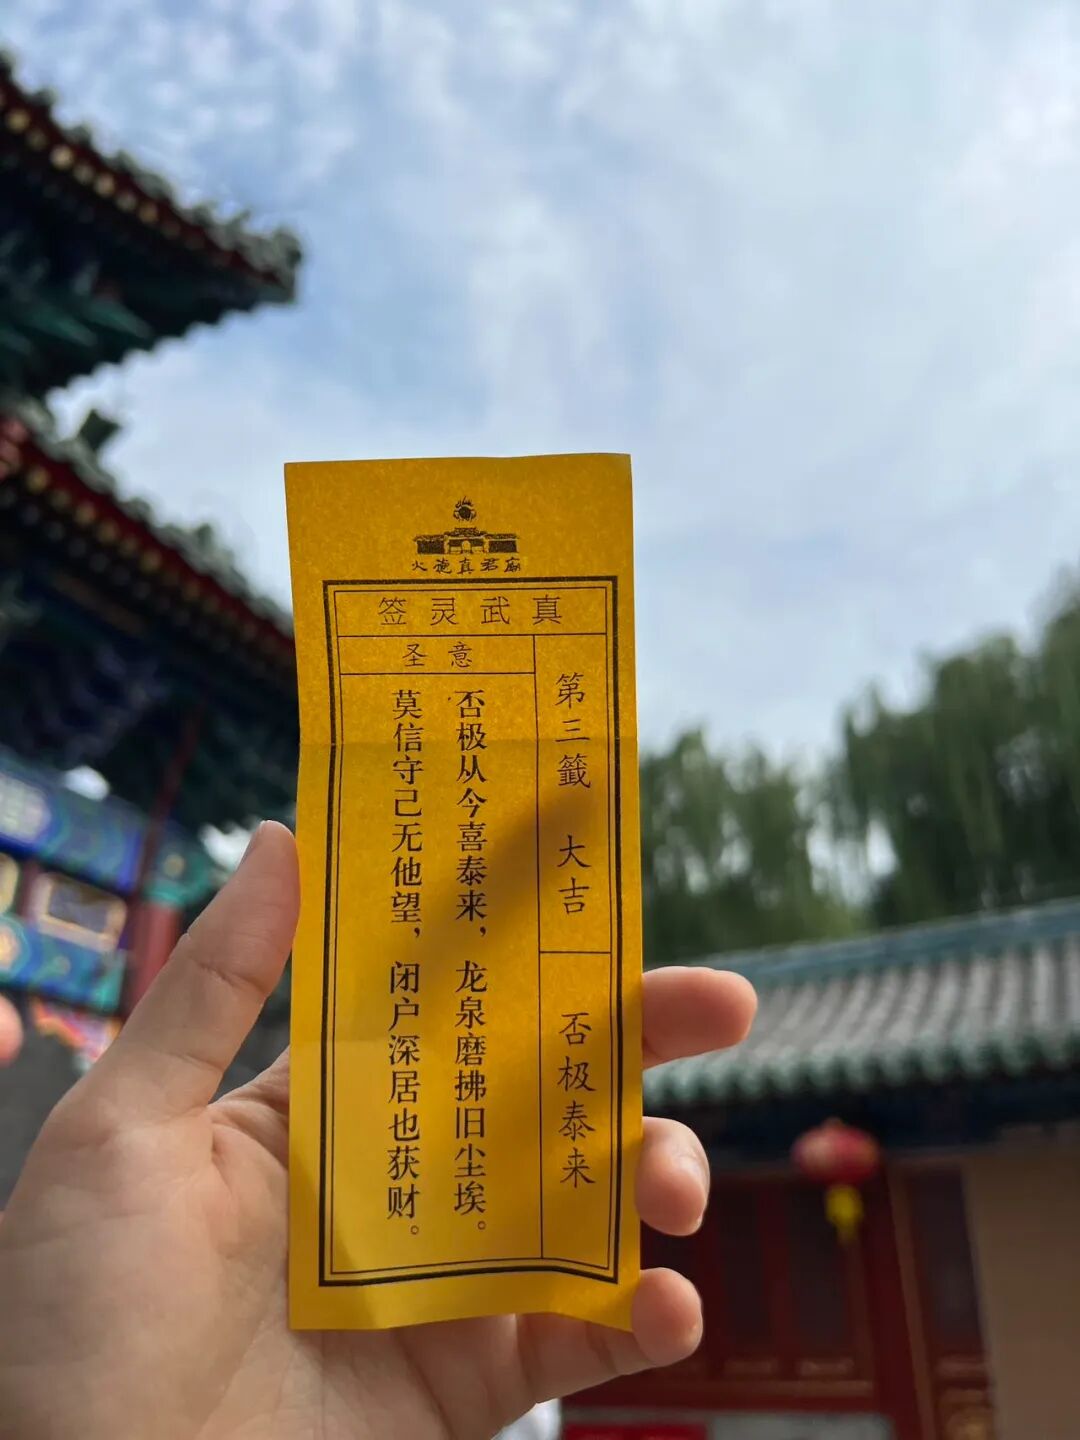 火德真君庙
真武灵签
第三籤 大吉
否极泰来
圣意
否极从今喜泰来，龙泉磨拂旧尘埃。
莫信守己无他望，闭户深居也获财。